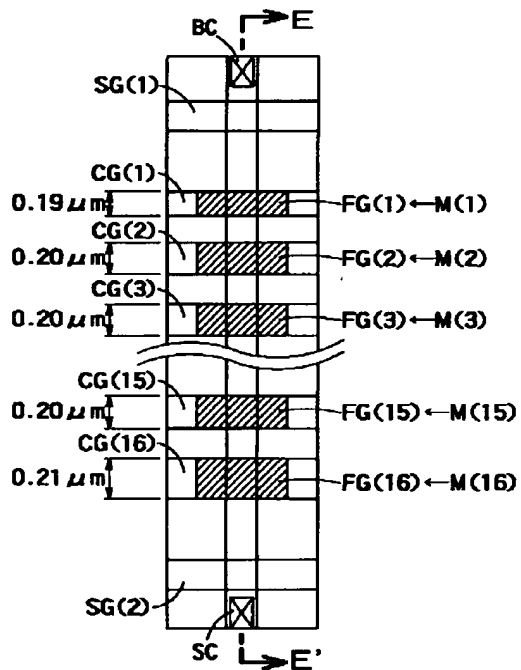 BC
E
SG(1)
CG(1)
0.19μm
FG(1)←M(1)
CG(2)
0.20μm
FG(2)←M(2)
CG(3)
0.20μm
FG(3)←M(3)
CG(15)
0.20μm
FG(15)←M(15)
CG(16)
0.21μm
FG(16)←M(16)
SG(2)
SC
E'